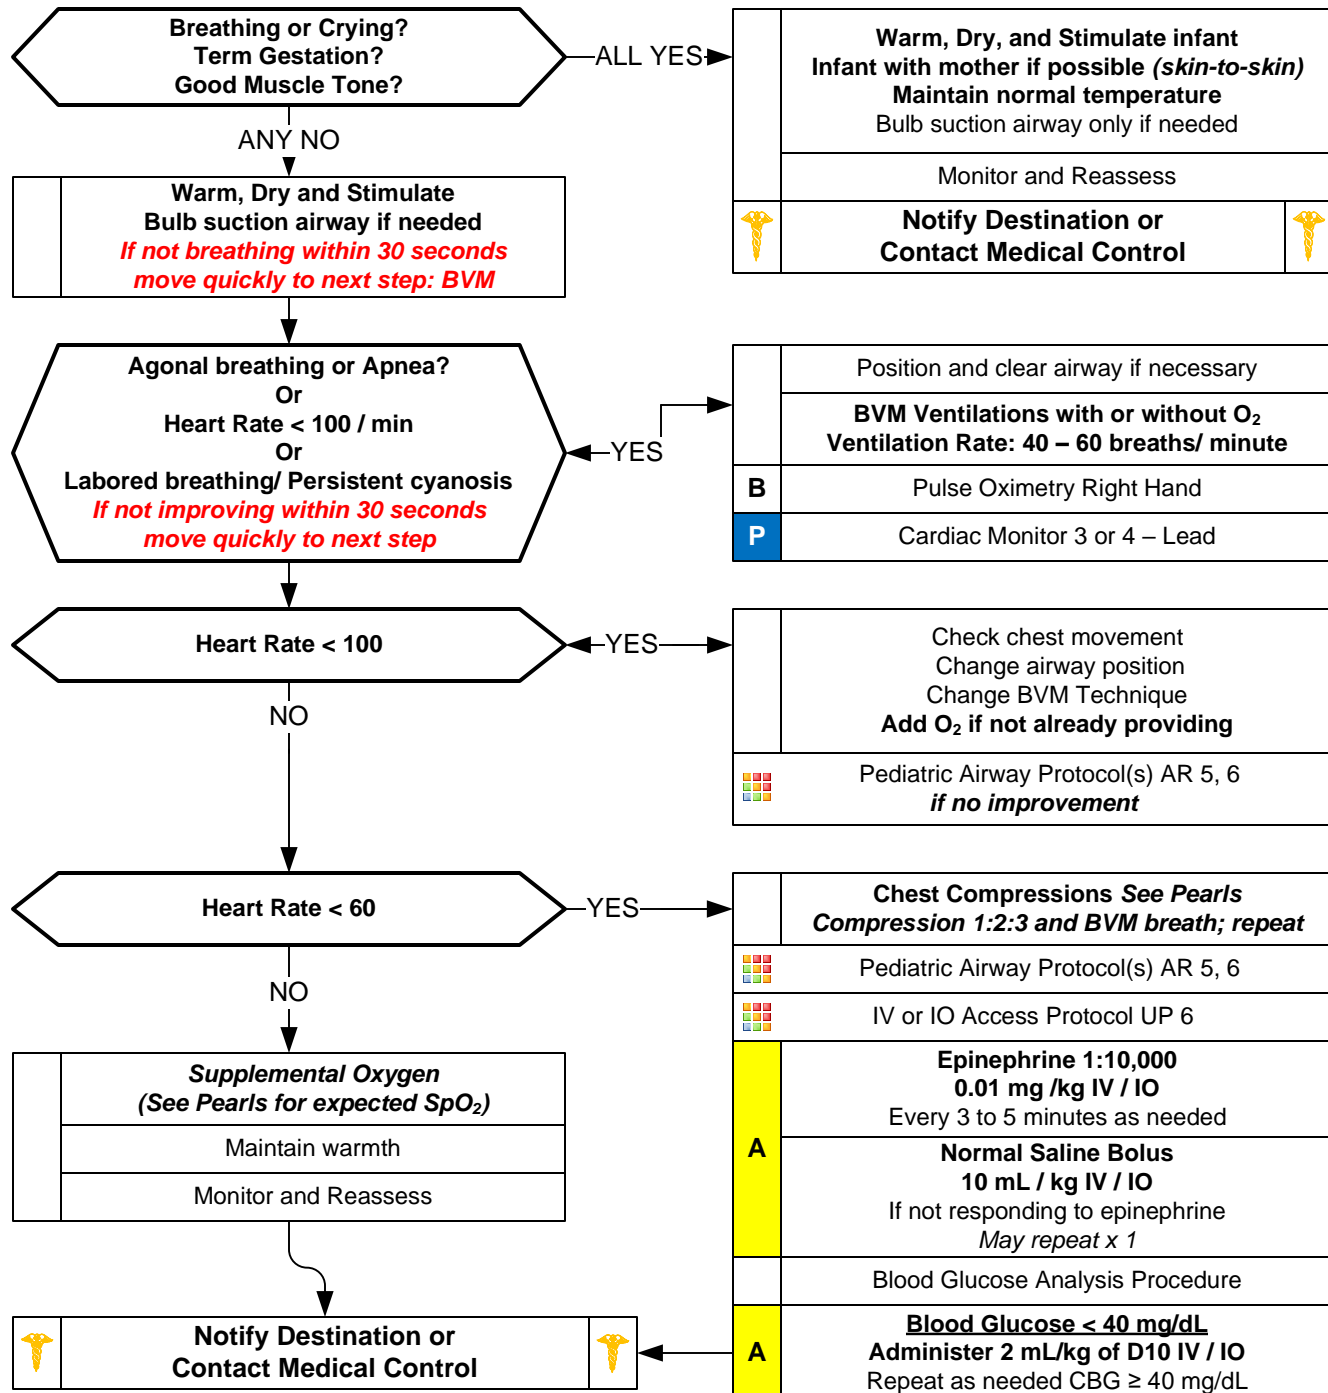 Breathing or Crying?
Term Gestation?
Good Muscle Tone?
ALL YES
Warm, Dry, and Stimulate infant
Infant with mother if possible (skin-to-skin)
Maintain normal temperature
Bulb suction airway only if needed
Monitor and Reassess
Notify Destination or
Contact Medical Control
ANY NO
Warm, Dry and Stimulate
Bulb suction airway if needed
If not breathing within 30 seconds
move quickly to next step: BVM
Agonal breathing or Apnea?
Or
Heart Rate < 100 / min
Or
Labored breathing/ Persistent cyanosis
If not improving within 30 seconds
move quickly to next step
YES
Position and clear airway if necessary
BVM Ventilations with or without O₂
Ventilation Rate: 40 – 60 breaths/ minute
B Pulse Oximetry Right Hand
P Cardiac Monitor 3 or 4 – Lead
Heart Rate < 100
YES
Check chest movement
Change airway position
Change BVM Technique
Add O₂ if not already providing
Pediatric Airway Protocol(s) AR 5, 6
if no improvement
NO
Heart Rate < 60
YES
Chest Compressions See Pearls
Compression 1:2:3 and BVM breath; repeat
Pediatric Airway Protocol(s) AR 5, 6
IV or IO Access Protocol UP 6
A
Epinephrine 1:10,000
0.01 mg /kg IV / IO
Every 3 to 5 minutes as needed
Normal Saline Bolus
10 mL / kg IV / IO
If not responding to epinephrine
May repeat x 1
Blood Glucose Analysis Procedure
A
Blood Glucose < 40 mg/dL
Administer 2 mL/kg of D10 IV / IO
Repeat as needed CBG ≥ 40 mg/dL
NO
Supplemental Oxygen
(See Pearls for expected SpO₂)
Maintain warmth
Monitor and Reassess
Notify Destination or
Contact Medical Control